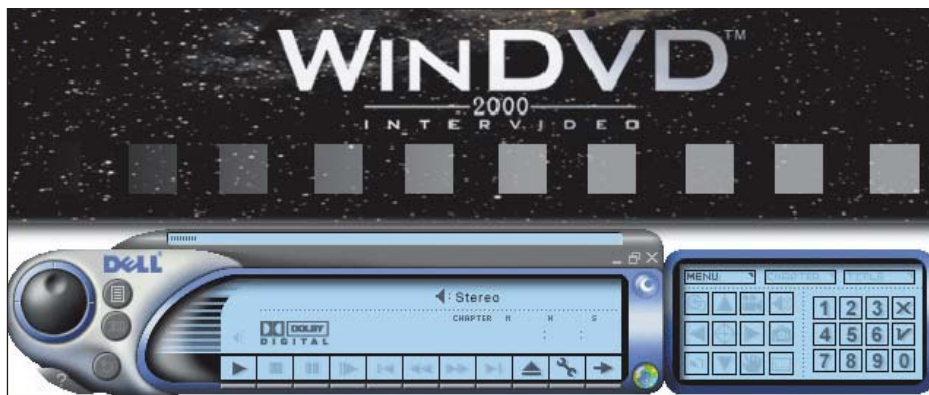 WINDVD™
2000
INTERVIDEO
DELL
?
: Stereo
CHAPTER H M S
DOLBY
DIGITAL
MENU CHAPTER TITLE
1 2 3
4 5 6
7 8 9 0